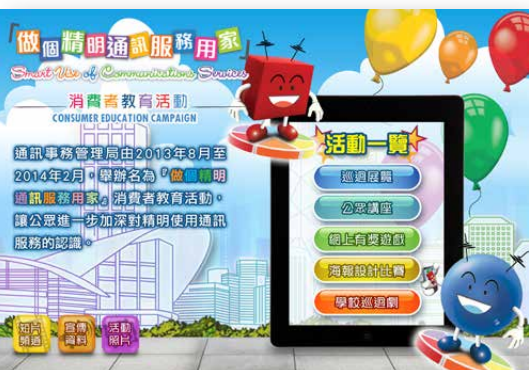 「做個精明通訊服務用家」
Smart Use of Communications Services
消費者教育活動
CONSUMER EDUCATION CAMPAIGN
通訊事務管理局由2013年8月至
2014年2月，舉辦名為『做個精明
通訊服務用家』消費者教育活動，
讓公眾進一步加深對精明使用通訊
服務的認識。
短片
頻道
宣傳
資料
活動
照片
活動一覽
巡迴展覽
公眾講座
網上有獎遊戲
海報設計比賽
學校巡迴劇